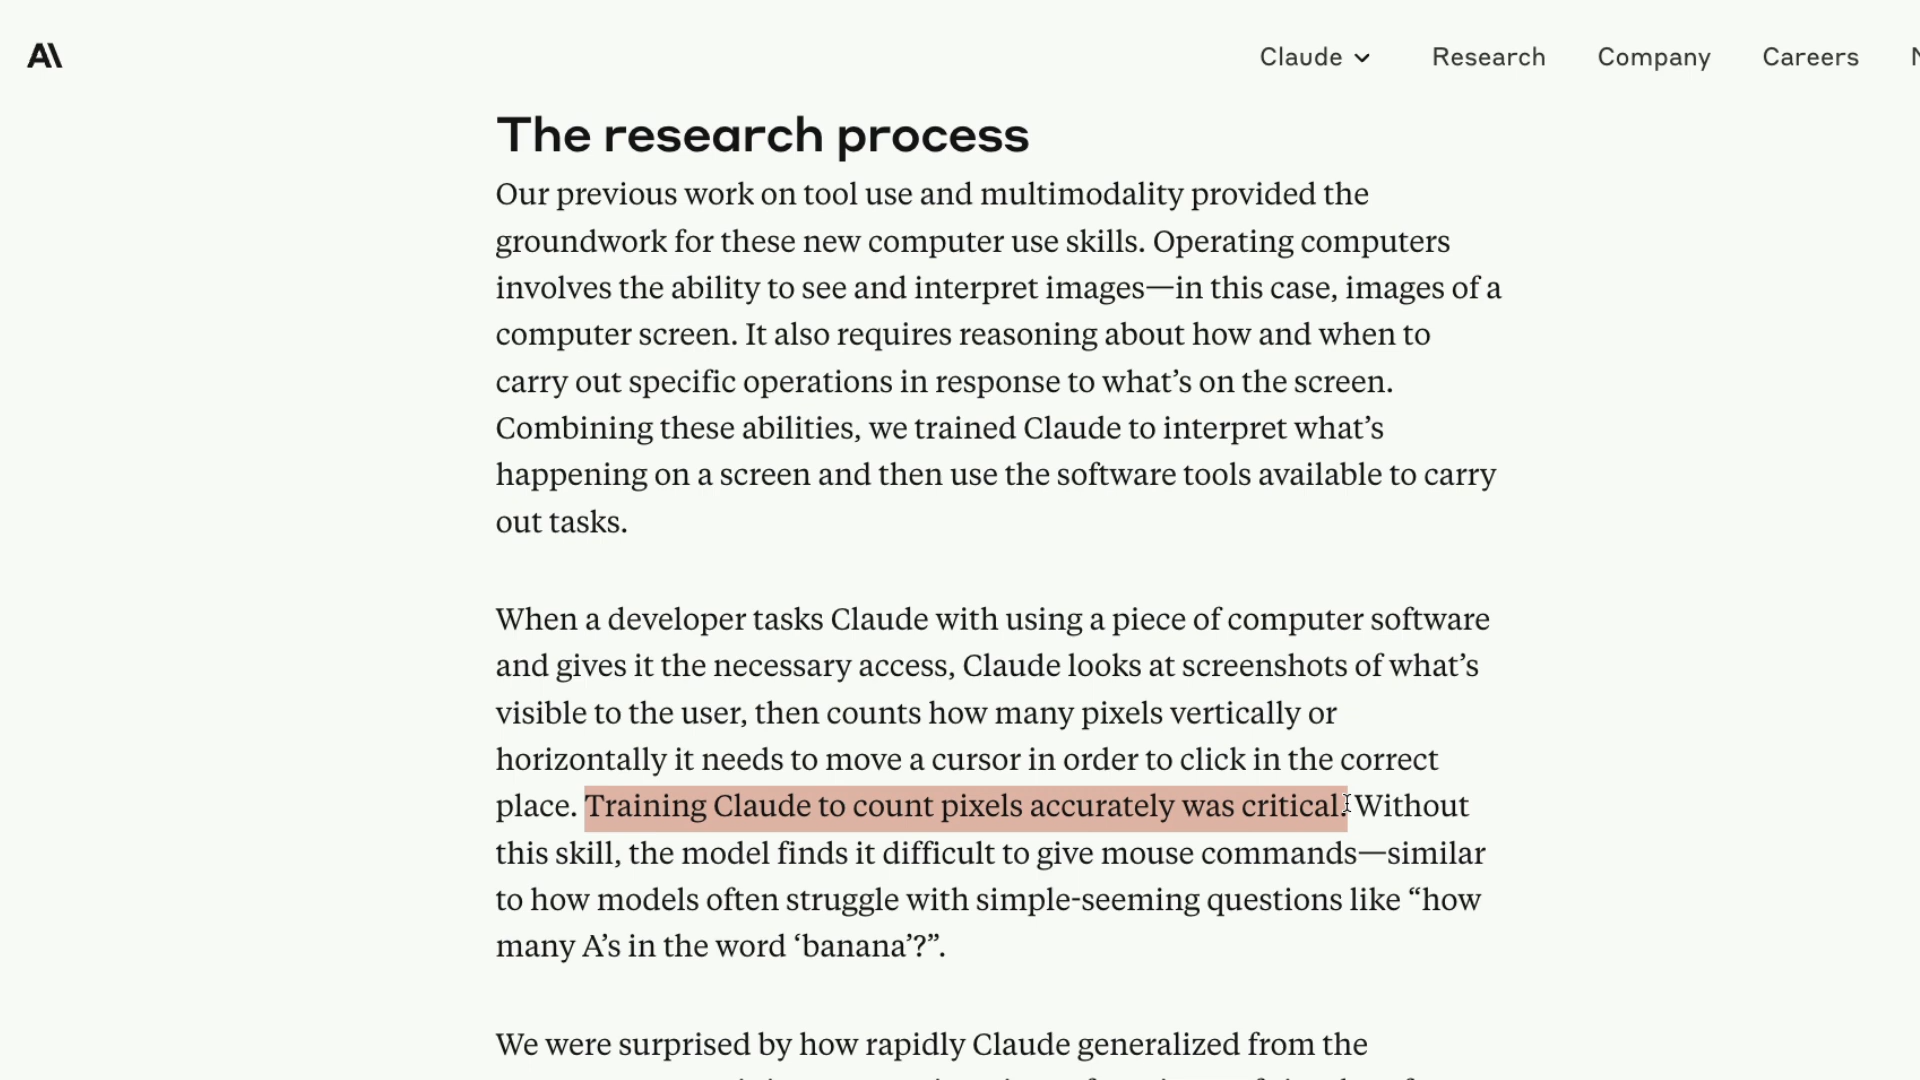 A\
Claude Research Company Careers
The research process
Our previous work on tool use and multimodality provided the
groundwork for these new computer use skills. Operating computers
involves the ability to see and interpret images—in this case, images of a
computer screen. It also requires reasoning about how and when to
carry out specific operations in response to what’s on the screen.
Combining these abilities, we trained Claude to interpret what’s
happening on a screen and then use the software tools available to carry
out tasks.
When a developer tasks Claude with using a piece of computer software
and gives it the necessary access, Claude looks at screenshots of what’s
visible to the user, then counts how many pixels vertically or
horizontally it needs to move a cursor in order to click in the correct
place. Training Claude to count pixels accurately was critical. Without
this skill, the model finds it difficult to give mouse commands—similar
to how models often struggle with simple-seeming questions like “how
many A’s in the word ‘banana’?”.
We were surprised by how rapidly Claude generalized from the